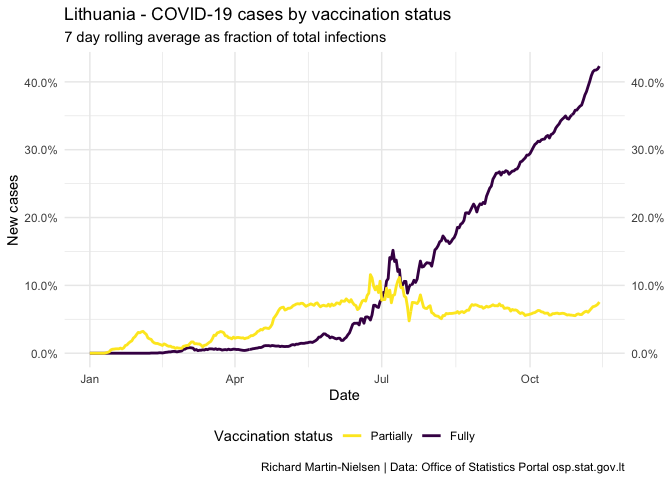 Lithuania - COVID-19 cases by vaccination status
7 day rolling average as fraction of total infections
40.0%
40.0%
30.0%
30.0%
20.0%
20.0%
10.0%
10.0%
0.0%
0.0%
New cases
Jan
Apr
Jul
Oct
Date
Vaccination status
Partially
Fully
Richard Martin-Nielsen | Data: Office of Statistics Portal osp.stat.gov.lt